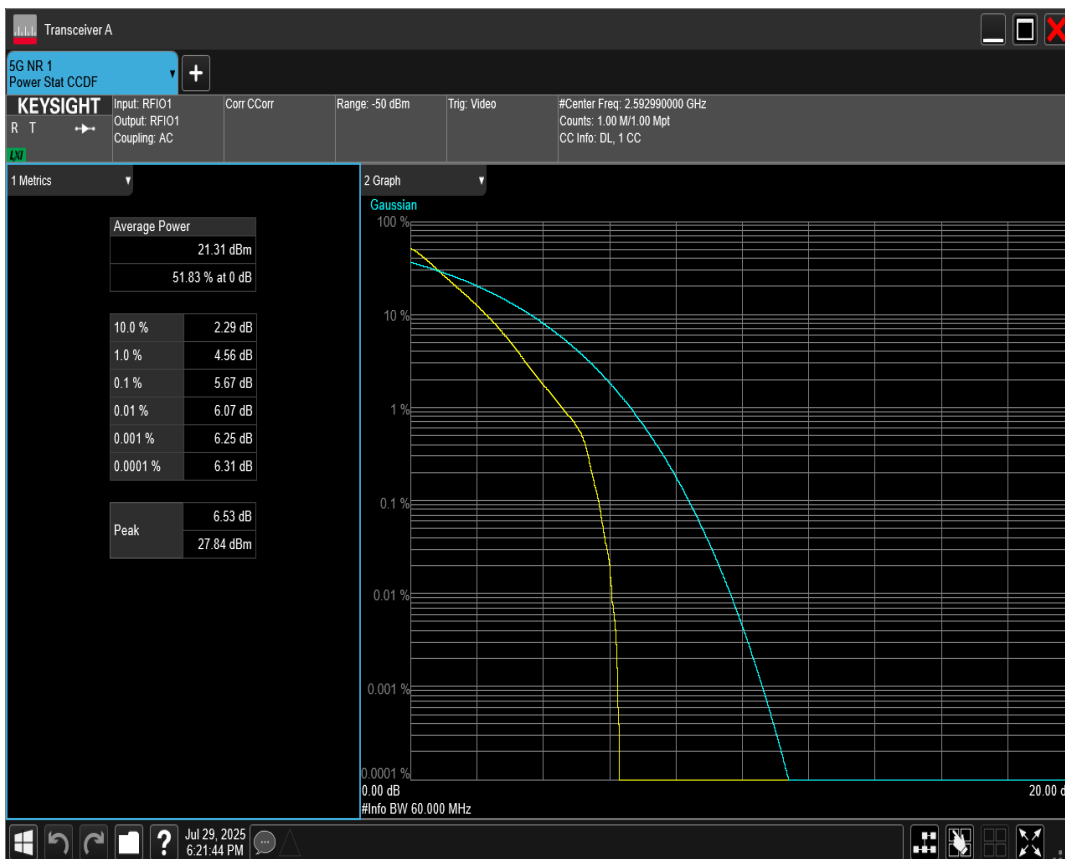 Transceiver A
5G NR 1
Power Stat CCDF
KEYSIGHT
R T
LXI
Input: RFIO1
Output: RFIO1
Coupling: AC
Corr CCorr
Range: -50 dBm
Trig: Video
#Center Freq: 2.592990000 GHz
Counts: 1.00 M/1.00 Mpt
CC Info: DL, 1 CC
1 Metrics
Average Power
21.31 dBm
51.83 % at 0 dB
10.0 % 2.29 dB
1.0 % 4.56 dB
0.1 % 5.67 dB
0.01 % 6.07 dB
0.001 % 6.25 dB
0.0001 % 6.31 dB
Peak 6.53 dB
27.84 dBm
2 Graph
Gaussian
100 %
10 %
1 %
0.1 %
0.01 %
0.001 %
0.0001 %
0.00 dB 20.00 d
#Info BW 60.000 MHz
?
Jul 29, 2025
6:21:44 PM